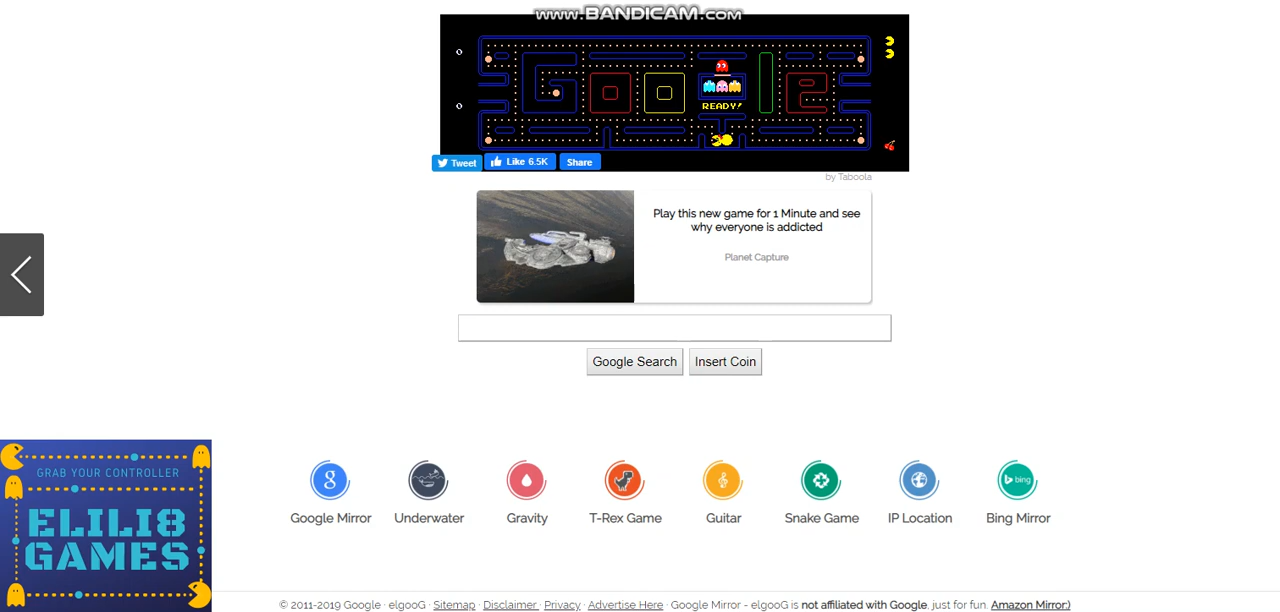 www.BANDICAM.com
0
0
READY!
Tweet
Like 6.5K
Share
by Taboola
Play this new game for 1 Minute and see
why everyone is addicted
Planet Capture
Google Search
Insert Coin
GRAB YOUR CONTROLLER
ELILI8
GAMES
Google Mirror
Underwater
Gravity
T-Rex Game
Guitar
Snake Game
IP Location
bing
Bing Mirror
© 2011-2019 Google · elgooG · Sitemap · Disclaimer · Privacy · Advertise Here · Google Mirror - elgooG is not affiliated with Google, just for fun. Amazon Mirror:)